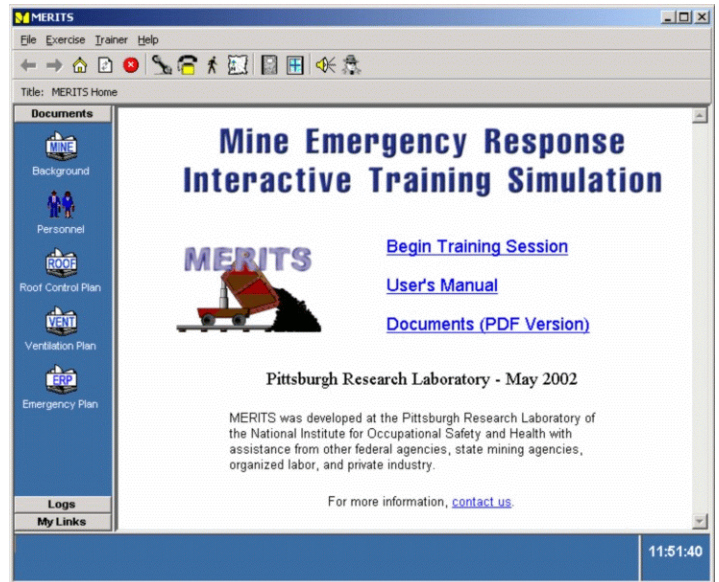 MERITS
File Exercise Trainer Help
Title: MERITS Home
Documents
MINE
Background
Personnel
ROOF
Roof Control Plan
VENT
Ventilation Plan
ERP
Emergency Plan
Logs
My Links
Mine Emergency Response
Interactive Training Simulation
MERITS
Begin Training Session
User's Manual
Documents (PDF Version)
Pittsburgh Research Laboratory - May 2002
MERITS was developed at the Pittsburgh Research Laboratory of
the National Institute for Occupational Safety and Health with
assistance from other federal agencies, state mining agencies,
organized labor, and private industry.
For more information, contact us.
11:51:40